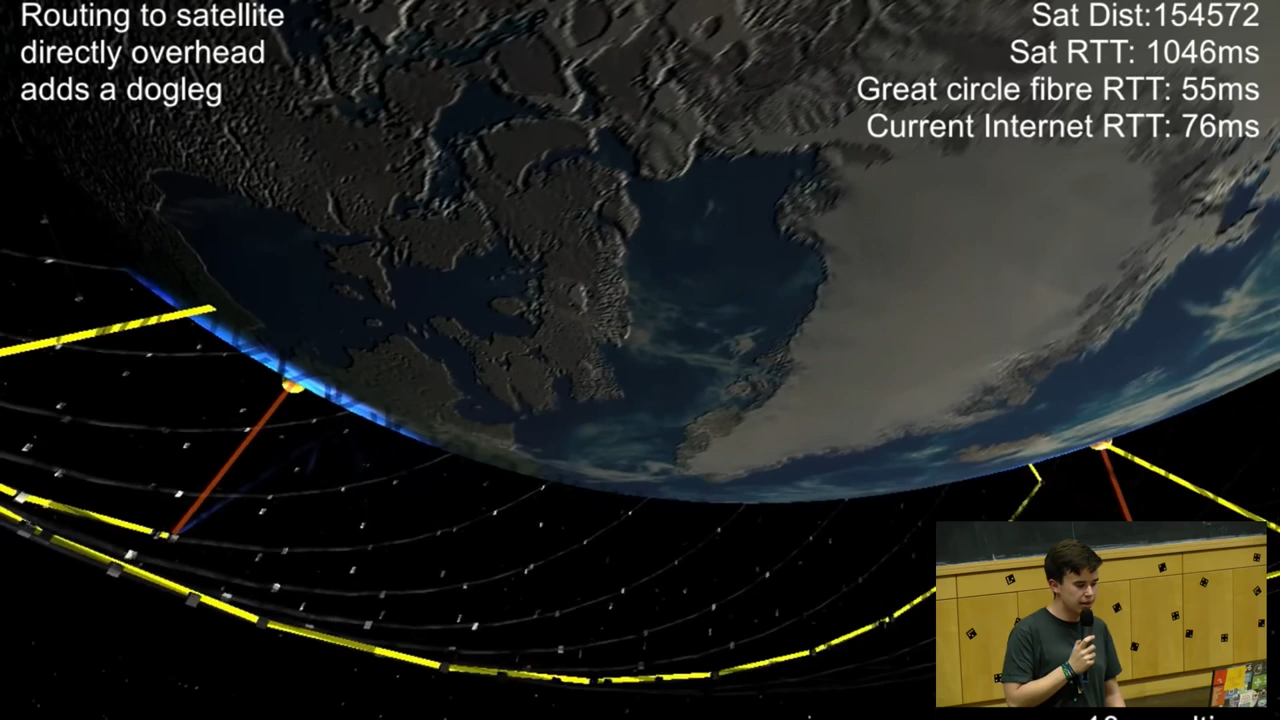 Routing to satellite
directly overhead
adds a dogleg
Sat Dist:154572
Sat RTT: 1046ms
Great circle fibre RTT: 55ms
Current Internet RTT: 76ms